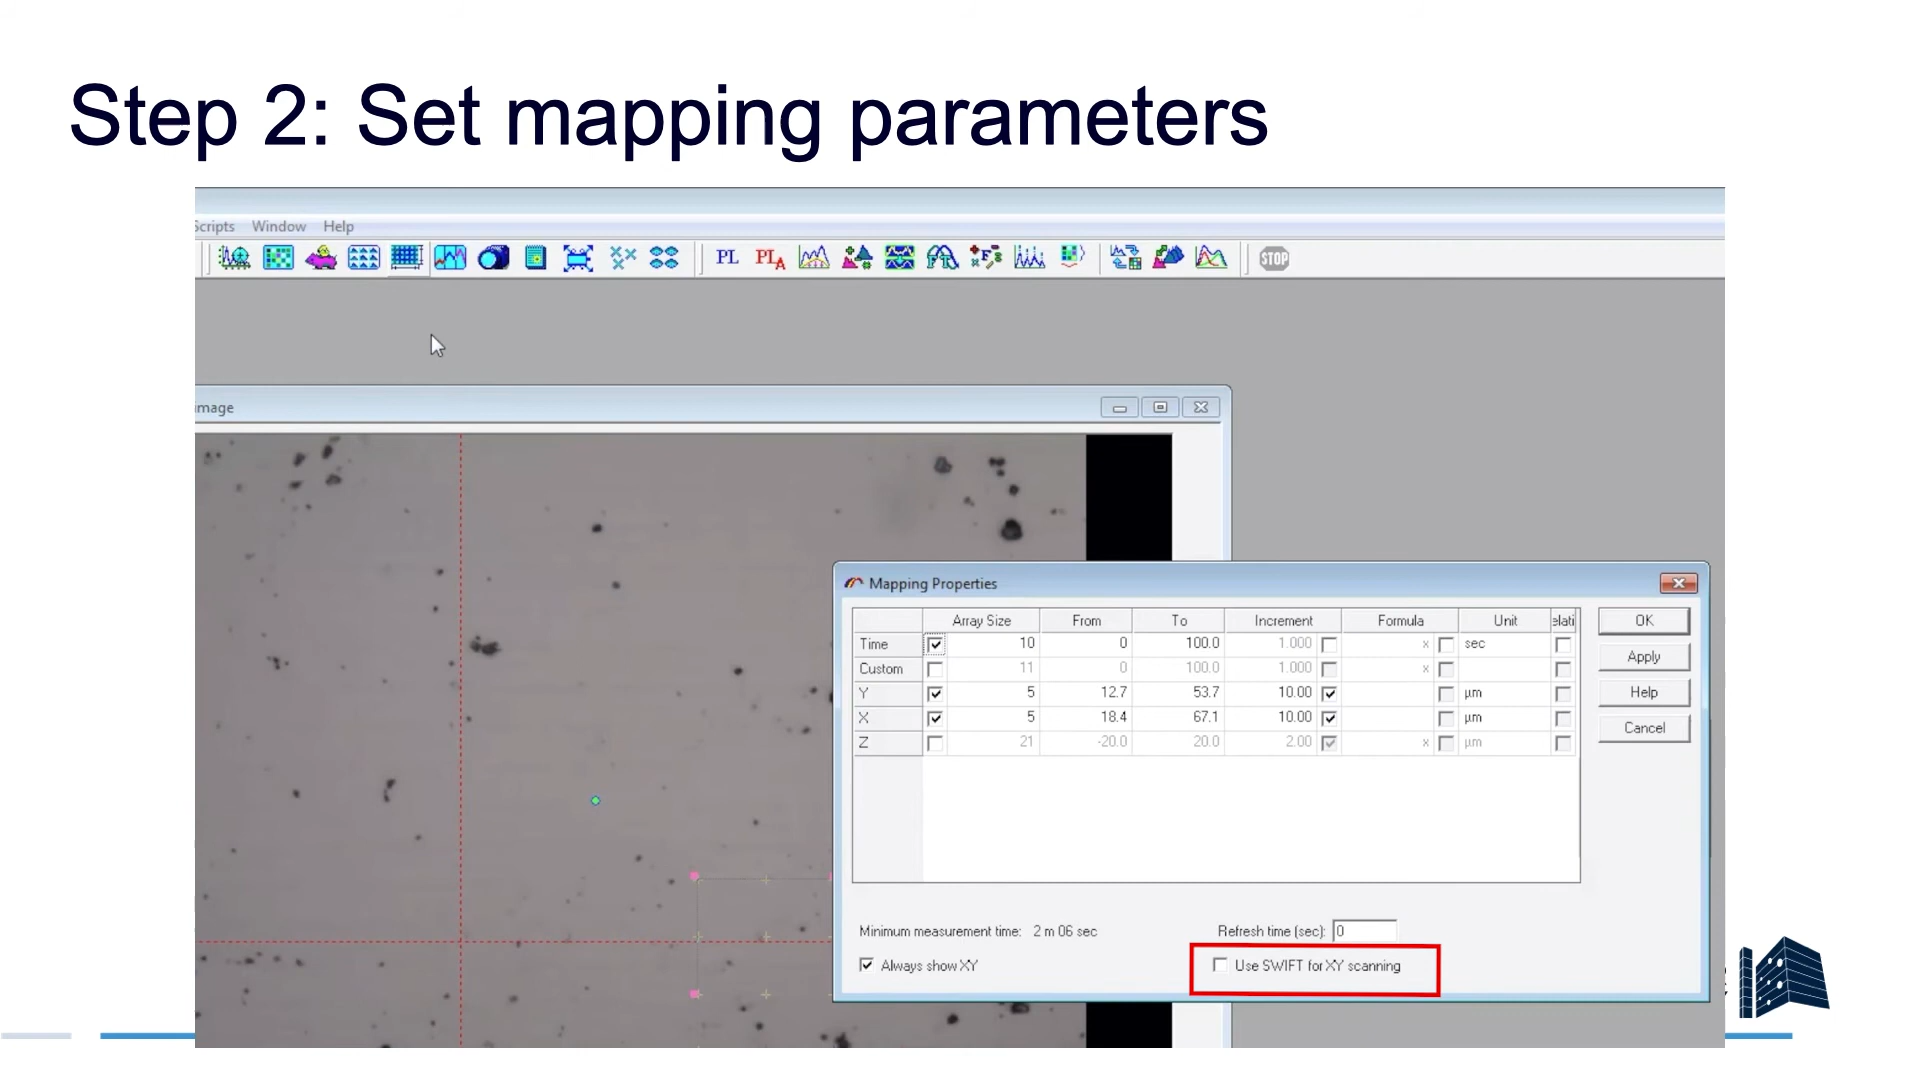 Step 2: Set mapping parameters
Scripts Window Help
PL PLA STOP
image
Mapping Properties
Array Size From To Increment Formula Unit elati
Time 10 0 100.0 1.000 x sec
Custom 11 0 100.0 1.000 x
Y 5 12.7 53.7 10.00 µm
X 5 18.4 67.1 10.00 µm
Z 21 -20.0 20.0 2.00 x µm
OK
Apply
Help
Cancel
Minimum measurement time: 2 m 06 sec Refresh time (sec): 0
Always show XY Use SWIFT for XY scanning